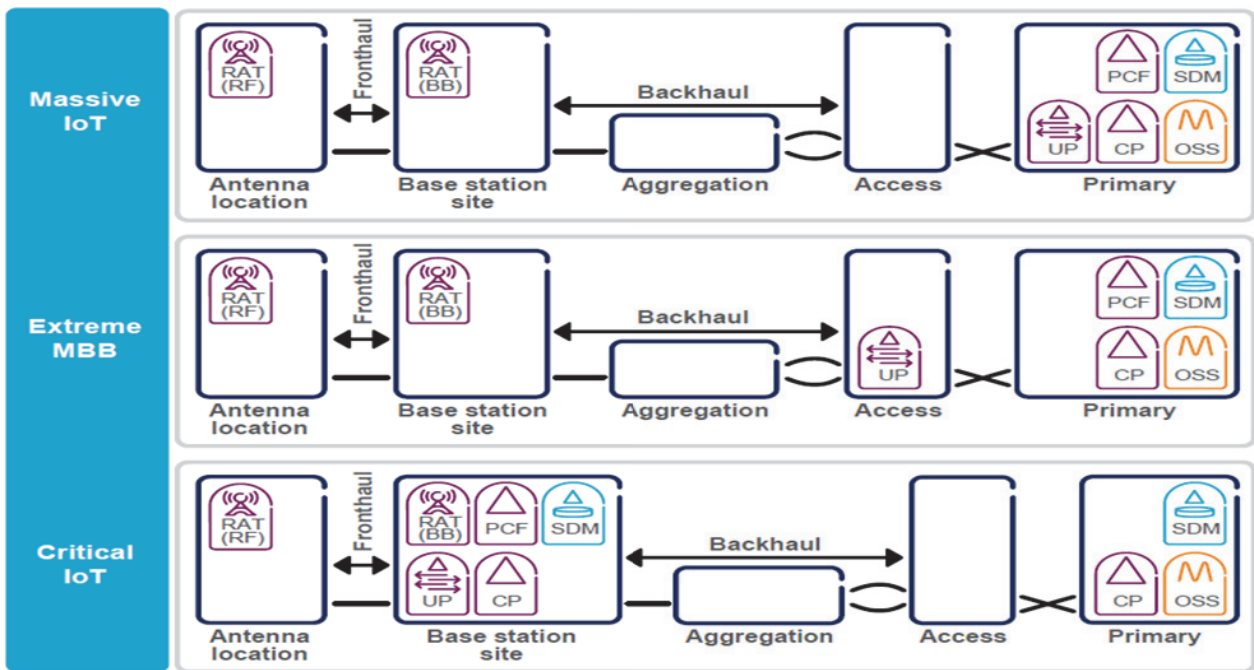 Massive
IoT
RAT
(RF)
Fronthaul
RAT
(BB)
Backhaul
PCF
SDM
UP
CP
OSS
Antenna
location
Base station
site
Aggregation
Access
Primary
Extreme
MBB
RAT
(RF)
Fronthaul
RAT
(BB)
Backhaul
UP
PCF
SDM
CP
OSS
Antenna
location
Base station
site
Aggregation
Access
Primary
Critical
IoT
RAT
(RF)
Fronthaul
RAT
(BB)
PCF
SDM
UP
CP
Backhaul
SDM
CP
OSS
Antenna
location
Base station
site
Aggregation
Access
Primary